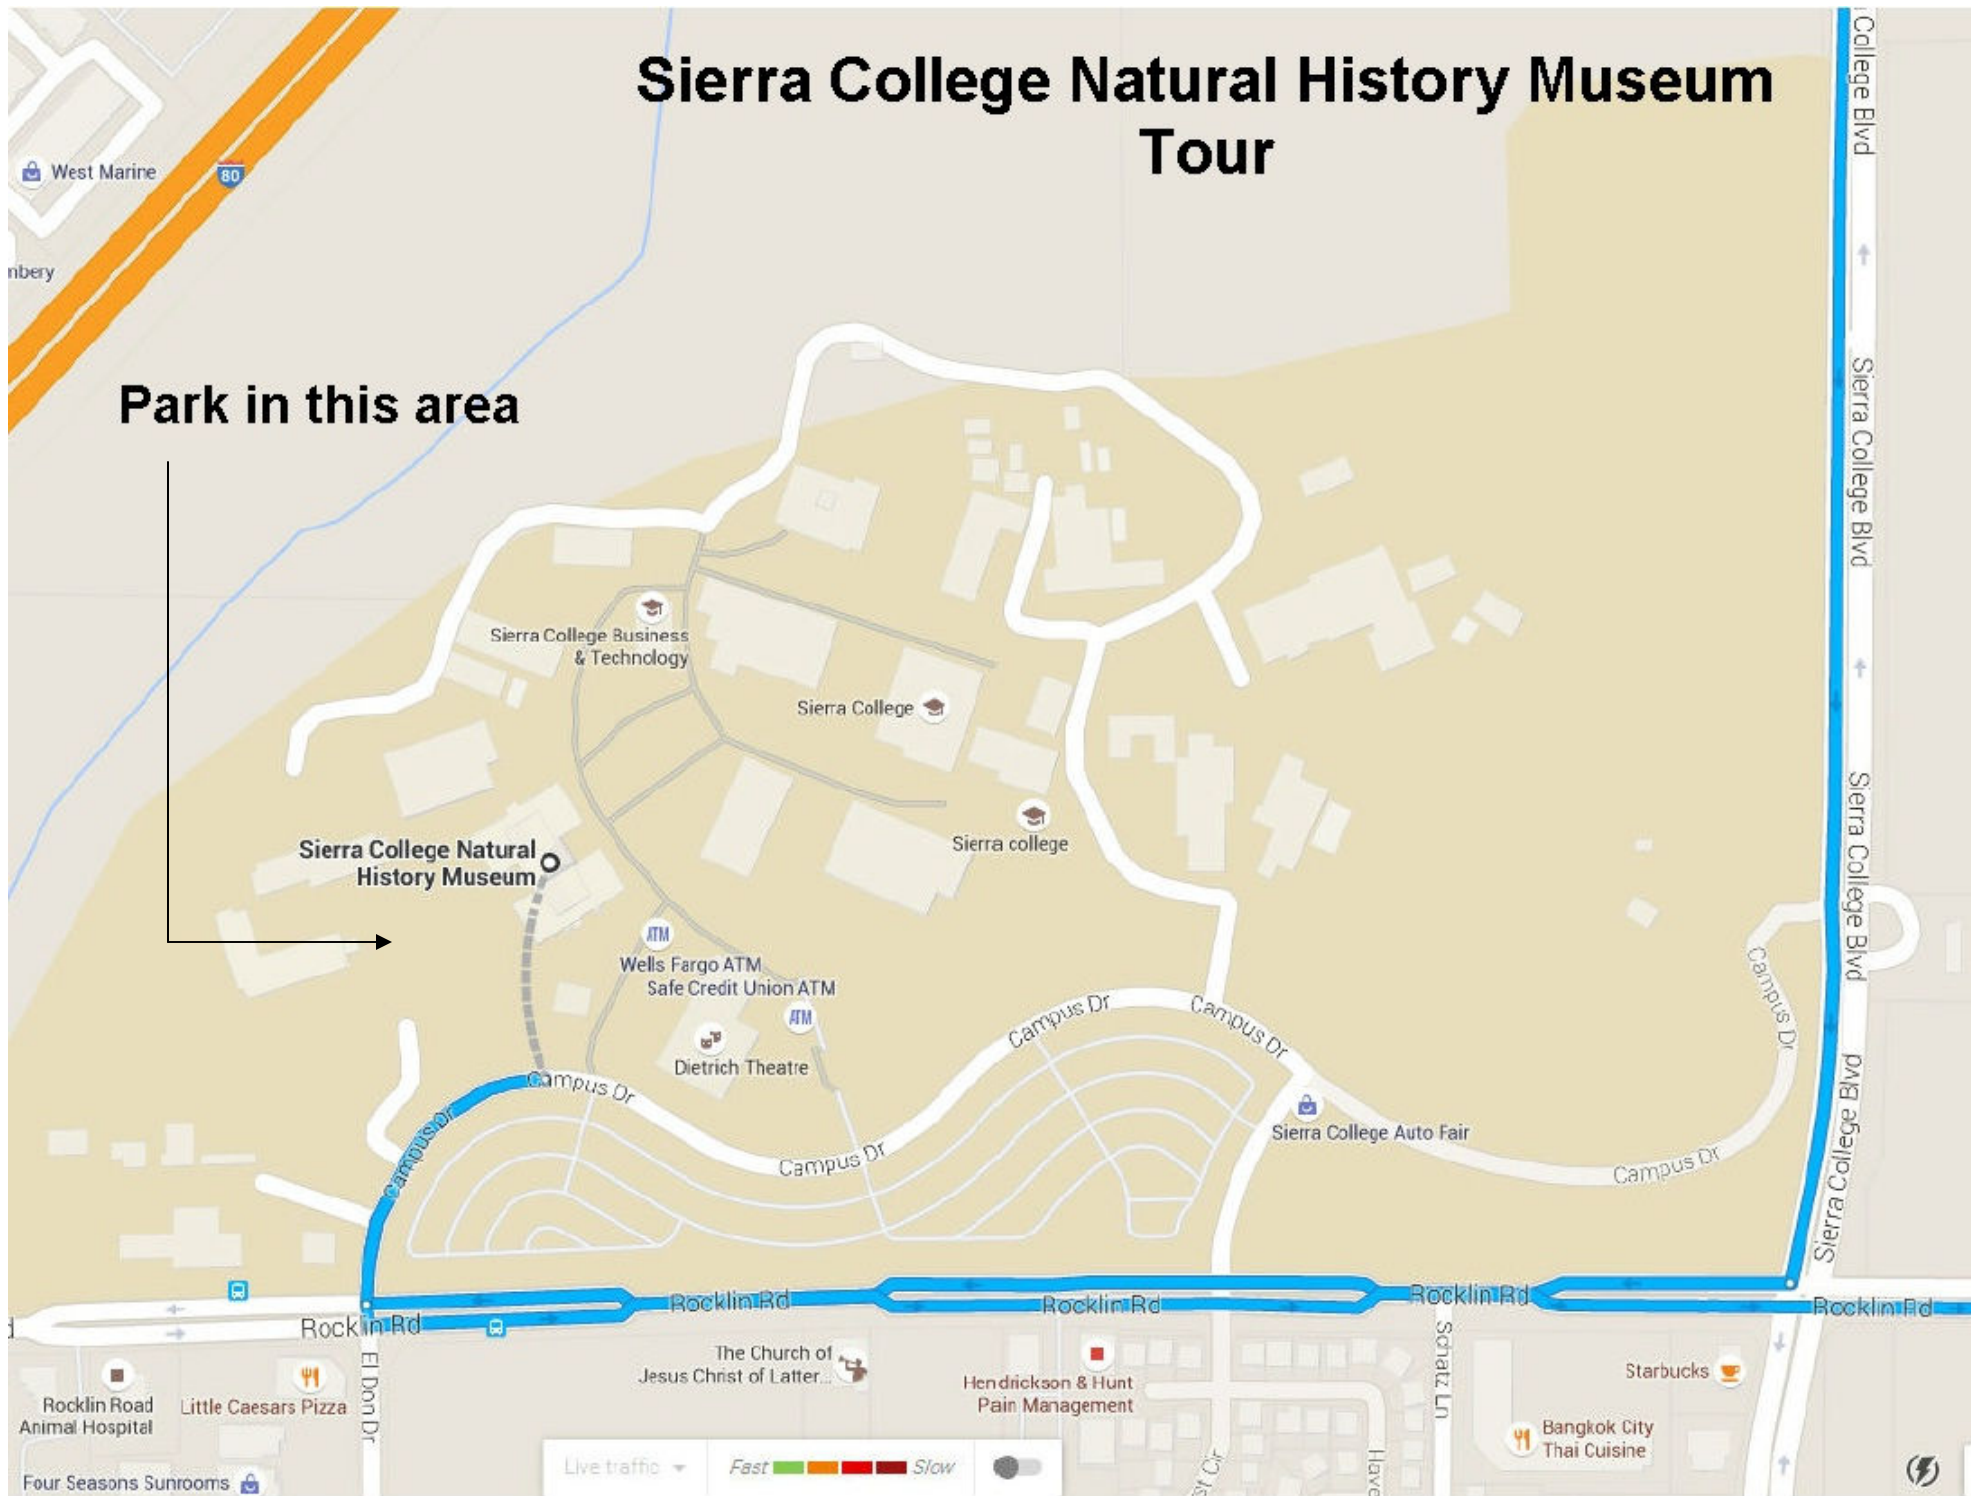 Sierra College Natural History Museum
Tour
College Blvd
West Marine
80
nbery
Park in this area
Sierra College Blvd
Sierra College Business
& Technology
Sierra College
Sierra College Blvd
Sierra College Natural
History Museum
Sierra college
ATM
Wells Fargo ATM
Safe Credit Union ATM
ATM
Dietrich Theatre
Campus Dr
Campus Dr
Campus Dr
Campus Dr
Campus Dr
Campus Dr
Sierra College Auto Fair
Campus Dr
Sierra College Blvd
Rocklin Rd
Rocklin Rd
Rocklin Rd
Rocklin Rd
Rocklin Rd
d
El Don Dr
Schatz Ln
The Church of
Jesus Christ of Latter...
Hendrickson & Hunt
Pain Management
Starbucks
Rocklin Road
Animal Hospital
Little Caesars Pizza
Bangkok City
Thai Cuisine
Four Seasons Sunrooms
Live traffic
Fast
Slow
st Cir
Have